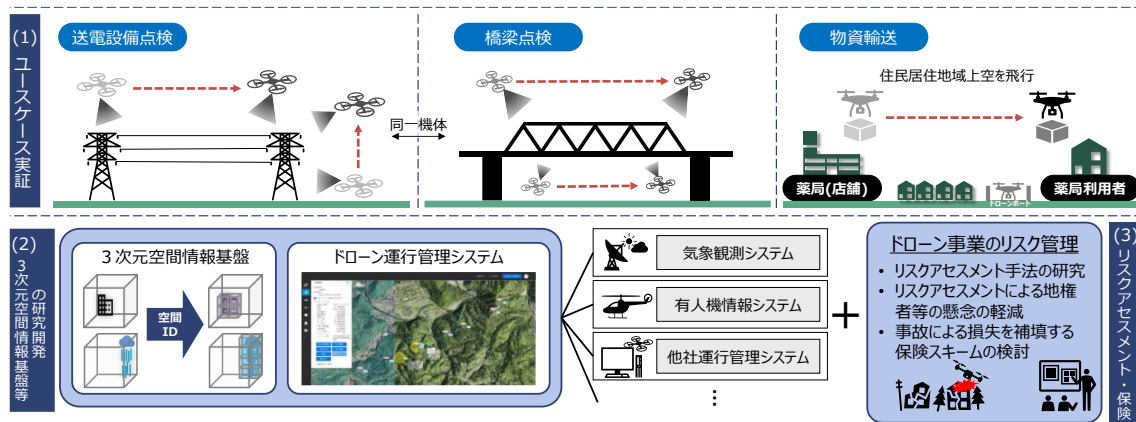 (1)
ユースケース実証
送電設備点検
同一機体
橋梁点検
物資輸送
住民居住地域上空を飛行
薬局(店舗)
ドローンポート
薬局利用者
(2)
3次元空間情報基盤等
の研究開発
3次元空間情報基盤
空間
ID
ドローン運行管理システム
気象観測システム
有人機情報システム
他社運行管理システム
⋮
+
ドローン事業のリスク管理
• リスクアセスメント手法の研究
• リスクアセスメントによる地権
者等の懸念の軽減
• 事故による損失を補填する
保険スキームの検討
(3)
リスクアセスメント・保険